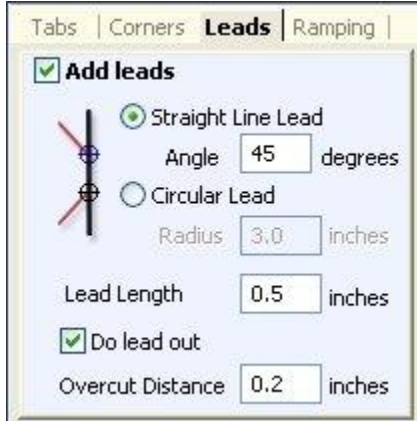 Tabs Corners Leads Ramping
Add leads
Straight Line Lead
Angle 45 degrees
Circular Lead
Radius 3.0 inches
Lead Length 0.5 inches
Do lead out
Overcut Distance 0.2 inches